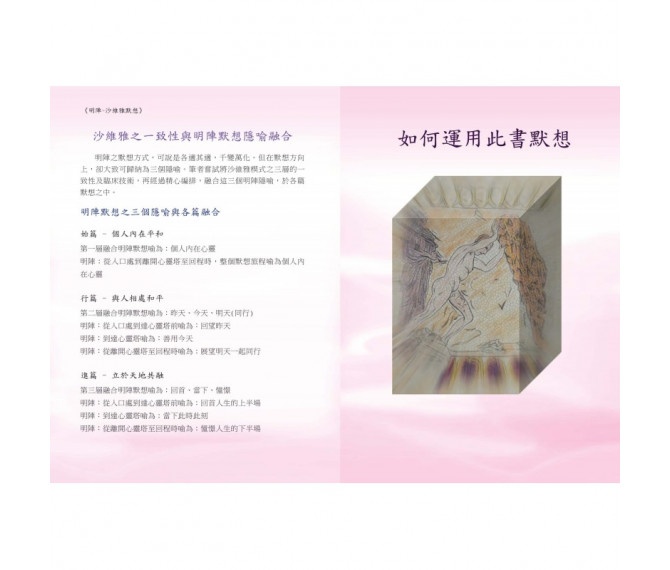 《明陣‧沙維雅默想》
沙維雅之一致性與明陣默想隱喻融合
明陣之默想方式，可說是各適其適，千變萬化。但在默想方向
上，卻大致可歸納為三個隱喻，筆者嘗試將沙維雅模式之三層的一
致性及臨床技術，再經過精心編排，融合這三個明陣隱喻，於各篇
默想之中。
明陣默想之三個隱喻與各篇融合
始篇 - 個人內在平和
第一層融合明陣默想喻為：個人內在心靈
明陣：從入口處到離開心靈塔至回程時，整個默想旅程喻為個人內
在心靈
行篇 - 與人相處和平
第二層融合明陣默想喻為：昨天、今天、明天(同行)
明陣：從入口處到達心靈塔前喻為：回望昨天
明陣：到達心靈塔喻為：善用今天
明陣：從離開心靈塔至回程時喻為：展望明天一起同行
進篇 - 立於天地共融
第三層融合明陣默想喻為：回首、當下、憧憬
明陣：從入口處到達心靈塔前喻為：回首人生的上半場
明陣：到達心靈塔喻為：當下此時此刻
明陣：從離開心靈塔至回程時喻為：憧憬人生的下半場
如何運用此書默想